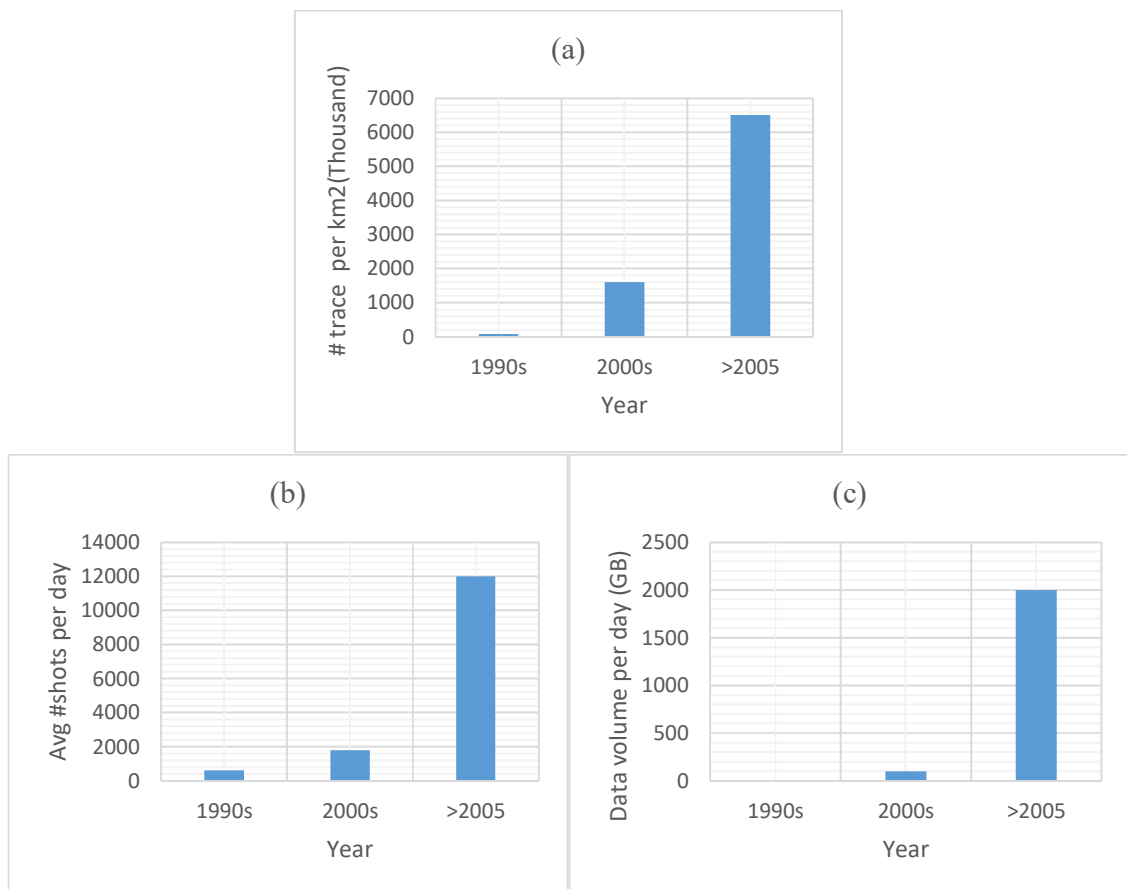 (a)
# trace  per km2(Thousand)
7000
6000
5000
4000
3000
2000
1000
0
1990s 2000s >2005
Year
(b)
Avg #shots per day
14000
12000
10000
8000
6000
4000
2000
0
1990s 2000s >2005
Year
(c)
Data volume per day (GB)
2500
2000
1500
1000
500
0
1990s 2000s >2005
Year